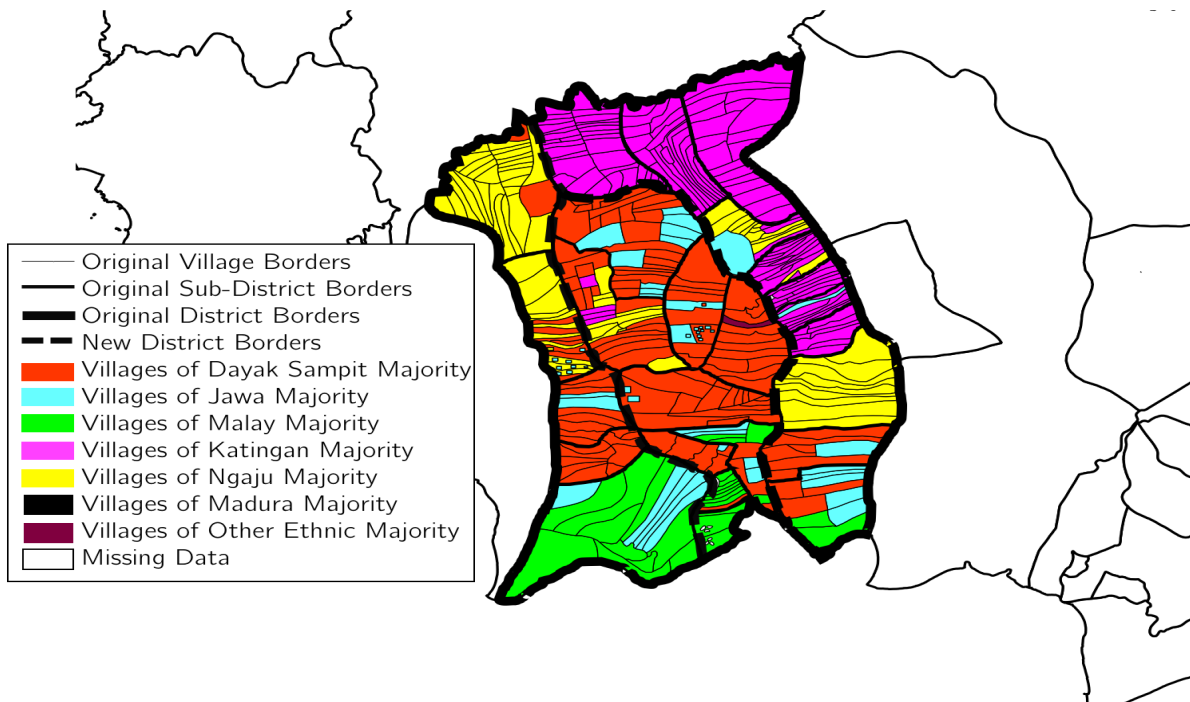 Original Village Borders
Original Sub-District Borders
Original District Borders
New District Borders
Villages of Dayak Sampit Majority
Villages of Jawa Majority
Villages of Malay Majority
Villages of Katingan Majority
Villages of Ngaju Majority
Villages of Madura Majority
Villages of Other Ethnic Majority
Missing Data